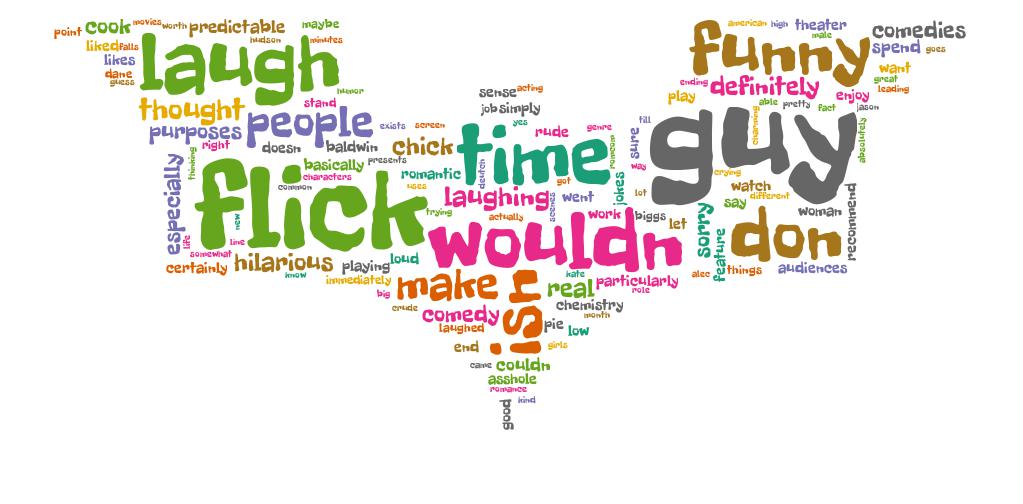 point
cook
movies
worth
predictable
maybe
hudson
minutes
liked
falls
likes
dane
guess
laugh
humor
thought
stand
purposes
people
exists
screen
right
doesn
baldwin
chick
presents
basically
characters
common
thinking
especially
flick
romantic
uses
trying
new
line
life
somewhat
certainly
hilarious
know
playing
loud
immediately
big
crude
sense
acting
job
simply
yes
rude
genre
time
romcom
deutch
got
jokes
laughing
scenes
went
actually
wouldn
work
biggs
let
lot
make
isn
hate
real
particularly
role
alec
chemistry
month
comedy
laughed
pie
low
end
girls
came
couldn
asshole
romance
good
kind
american
high
theater
male
comedies
funny
spend
goes
want
great
leading
ending
definitely
play
able
pretty
fact
enjoy
jason
till
sure
way
guy
charming
absolutely
crying
watch
different
say
woman
recommend
sorry
feature
don
things
audiences